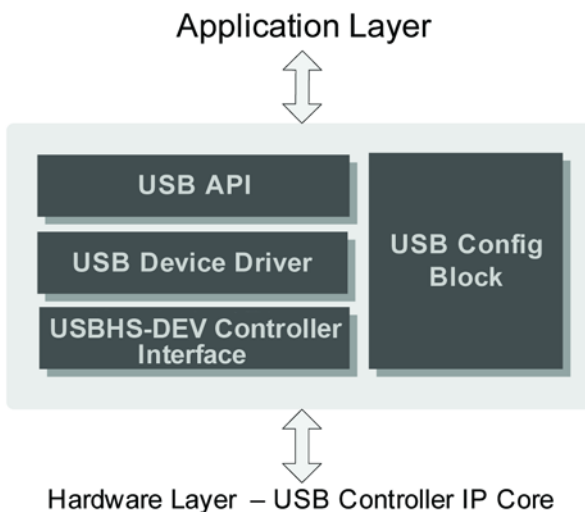 Application Layer
USB API
USB Device Driver
USBHS-DEV Controller
Interface
USB Config
Block
Hardware Layer – USB Controller IP Core